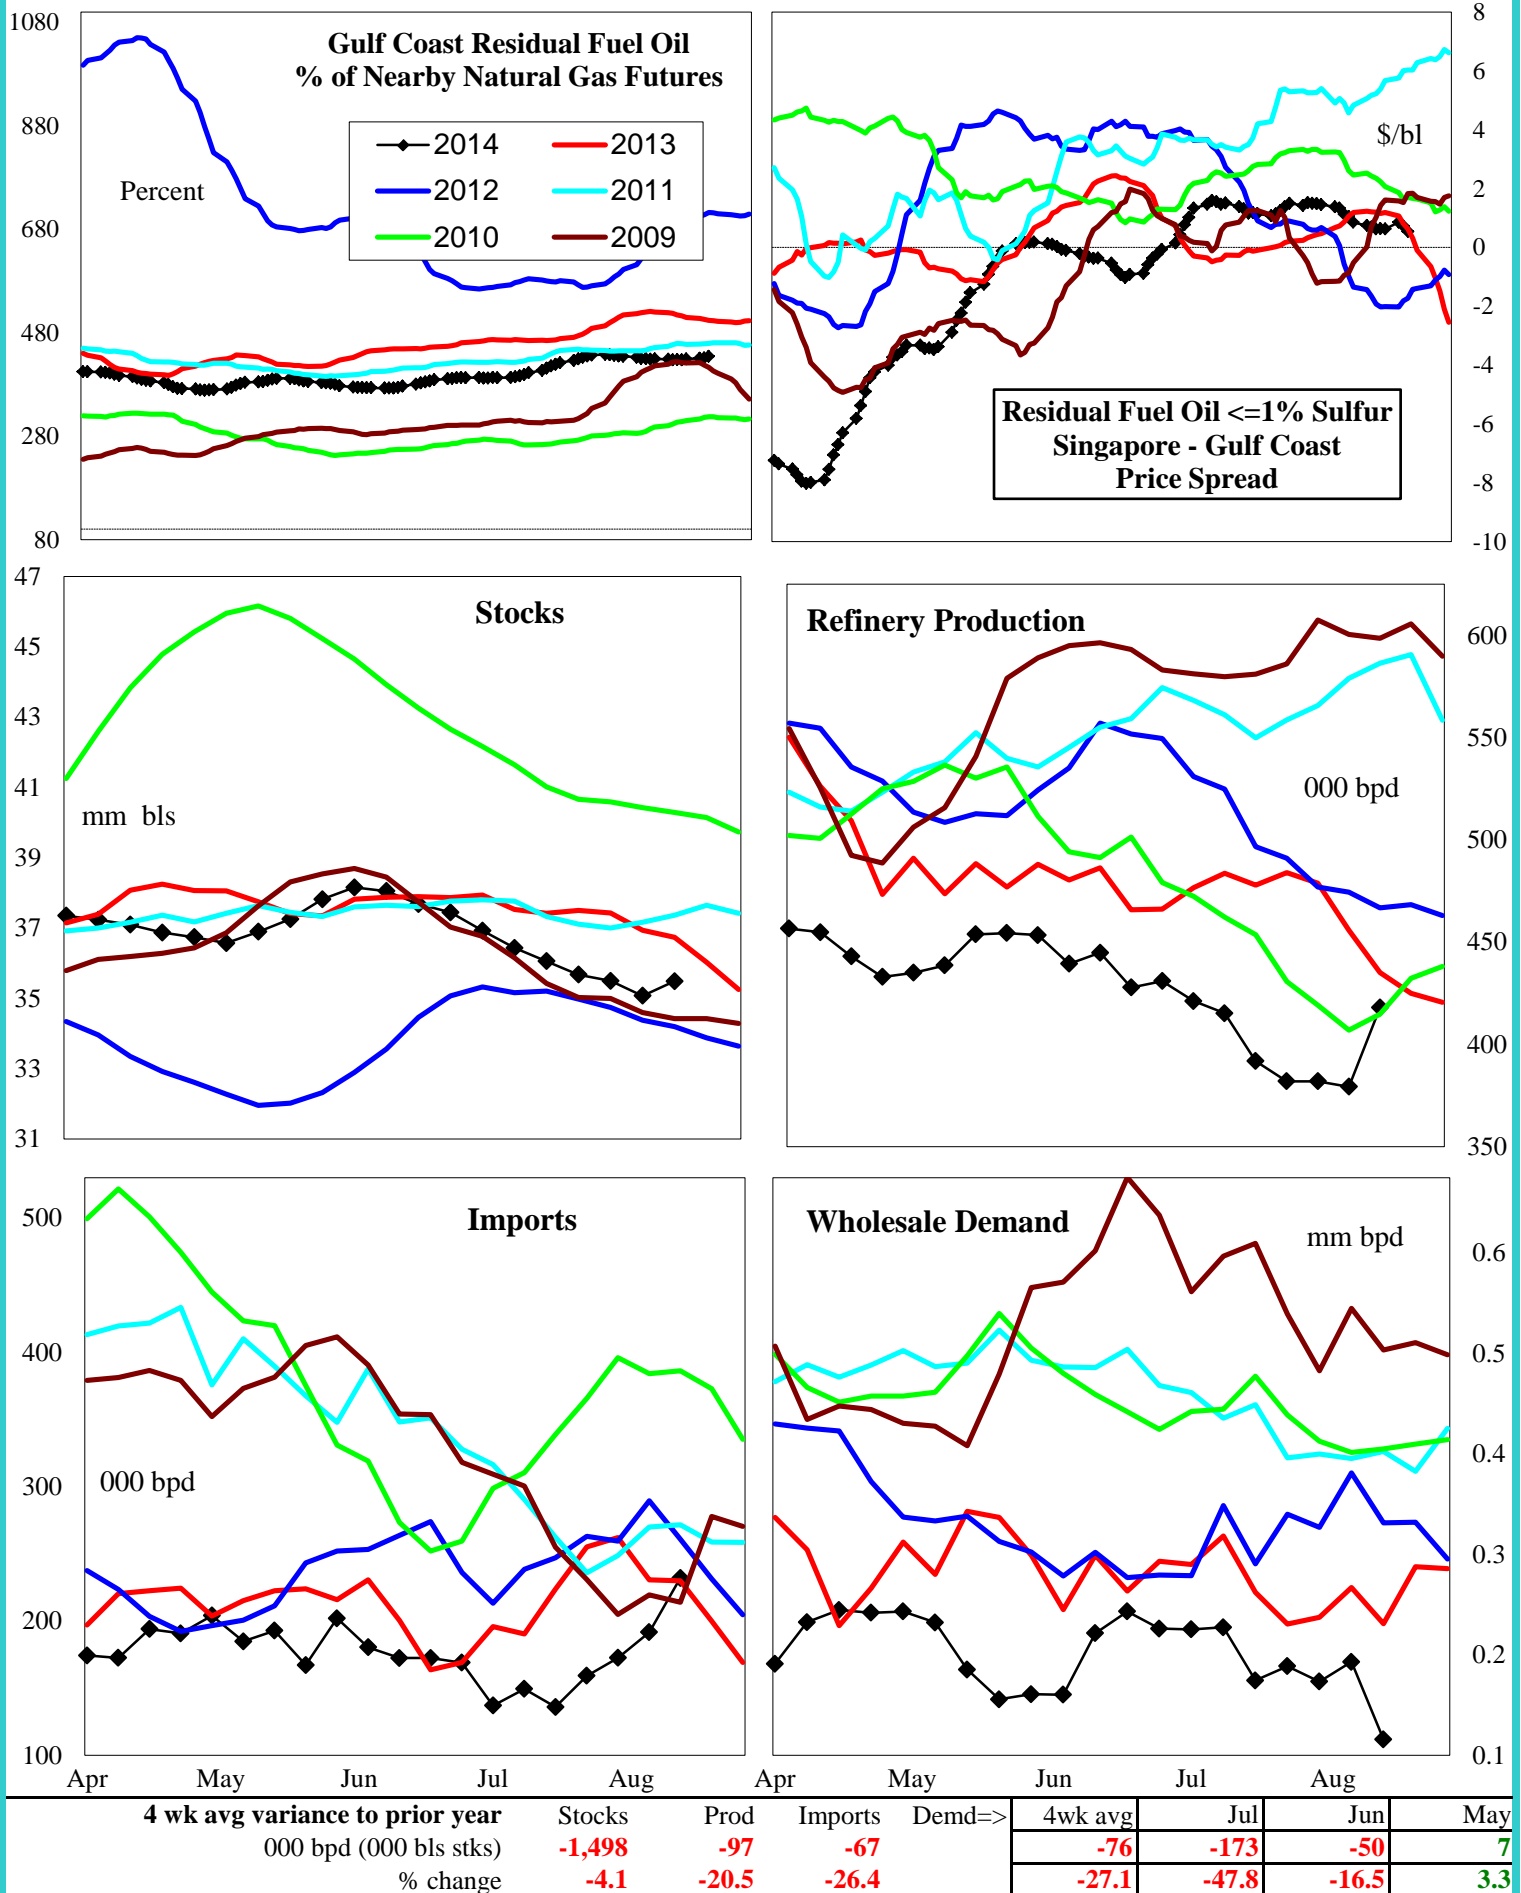 Gulf Coast Residual Fuel Oil
% of Nearby Natural Gas Futures
1080
880
680
480
280
80
Percent
2014
2013
2012
2011
2010
2009
8
6
4
2
0
-2
-4
-6
-8
-10
$/bl
Residual Fuel Oil <=1% Sulfur
Singapore - Gulf Coast
Price Spread
47
45
43
41
39
37
35
33
31
Stocks
mm bls
Refinery Production
000 bpd
600
550
500
450
400
350
500
400
300
200
100
Imports
000 bpd
Apr May Jun Jul Aug
Wholesale Demand
mm bpd
0.6
0.5
0.4
0.3
0.2
0.1
Apr May Jun Jul Aug
4 wk avg variance to prior year Stocks Prod Imports Demd=> 4wk avg Jul Jun May
000 bpd (000 bls stks) -1,498 -97 -67 -76 -173 -50 7
% change -4.1 -20.5 -26.4 -27.1 -47.8 -16.5 3.3